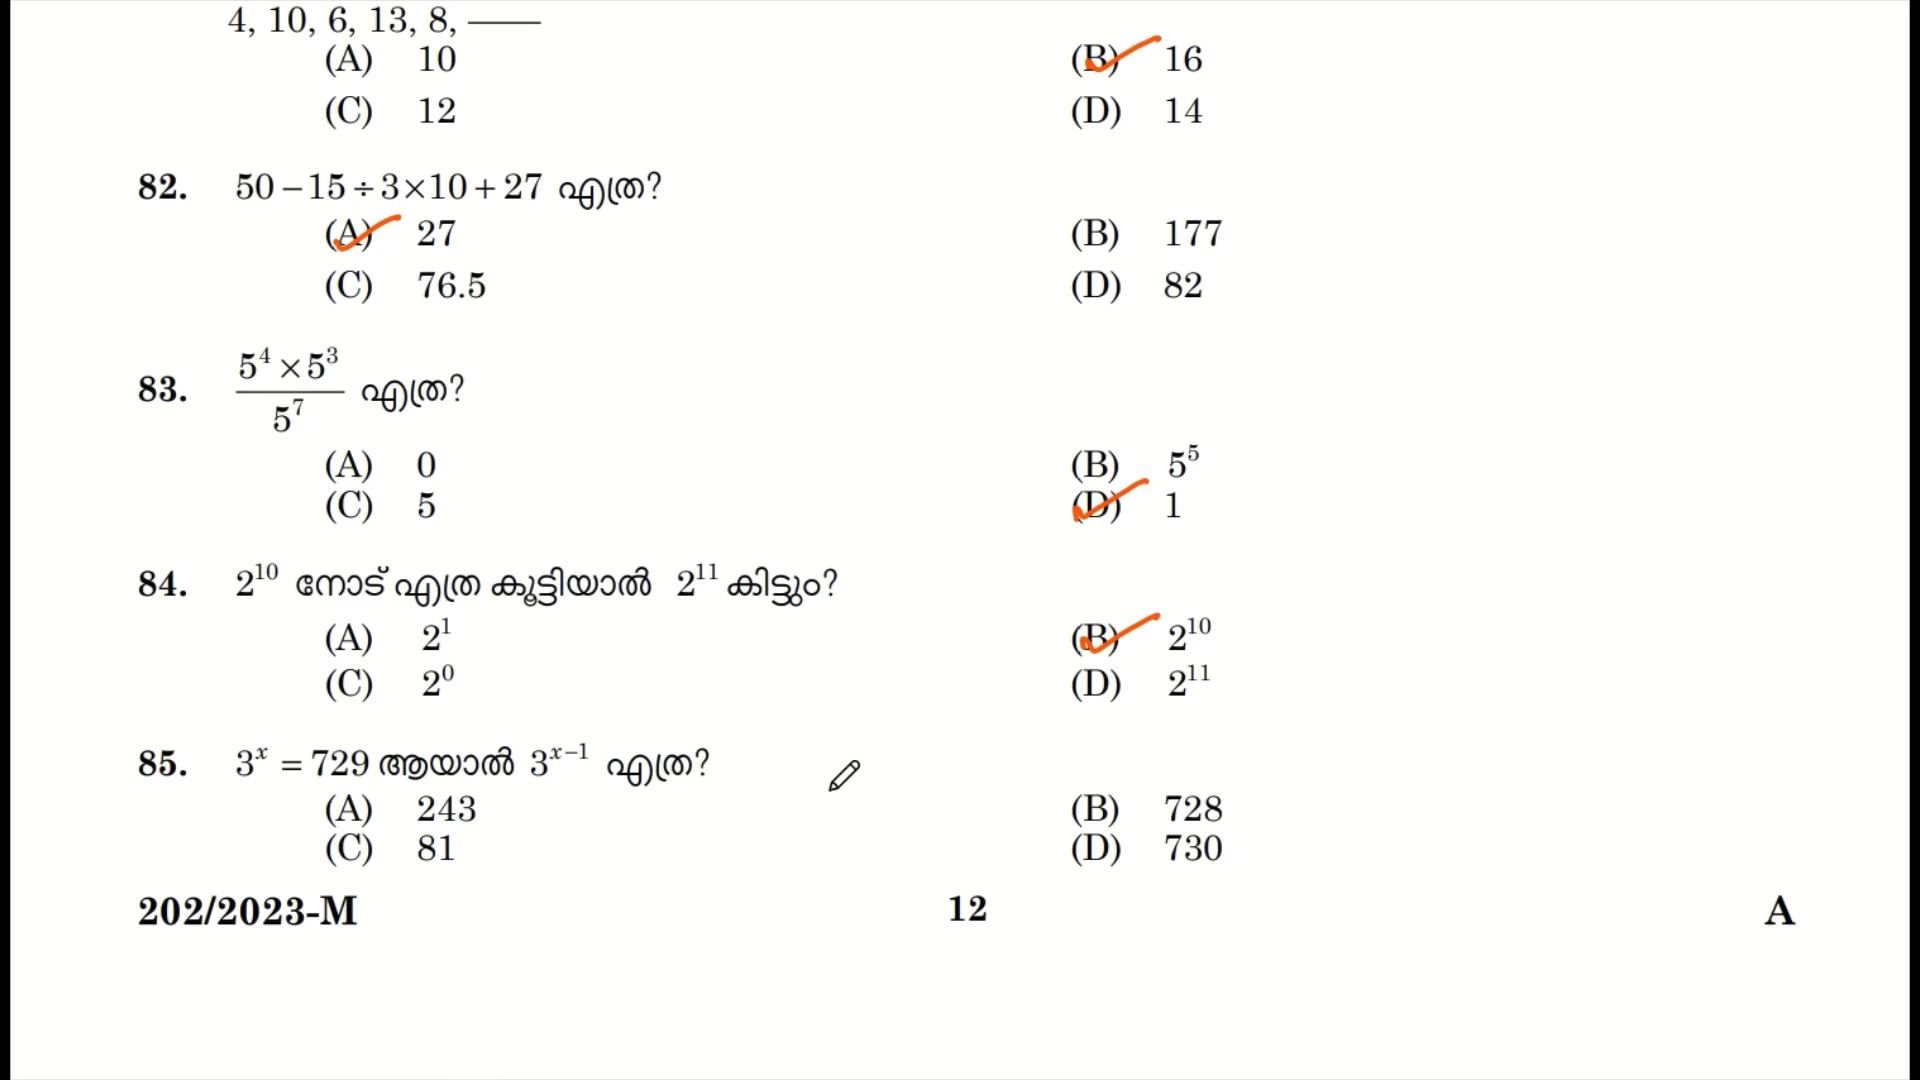 4, 10, 6, 13, 8, ——
(A) 10 (B) 16
(C) 12 (D) 14
82. 50 – 15 ÷ 3 × 10 + 27 എത്ര?
(A) 27 (B) 177
(C) 76.5 (D) 82
83. (5⁴ × 5³) / 5⁷ എത്ര?
(A) 0 (B) 5⁵
(C) 5 (D) 1
84. 2¹⁰ നോട് എത്ര കൂട്ടിയാൽ 2¹¹ കിട്ടും?
(A) 2¹ (B) 2¹⁰
(C) 2⁰ (D) 2¹¹
85. 3ˣ = 729 ആയാൽ 3ˣ⁻¹ എത്ര?
(A) 243 (B) 728
(C) 81 (D) 730
202/2023-M 12 A